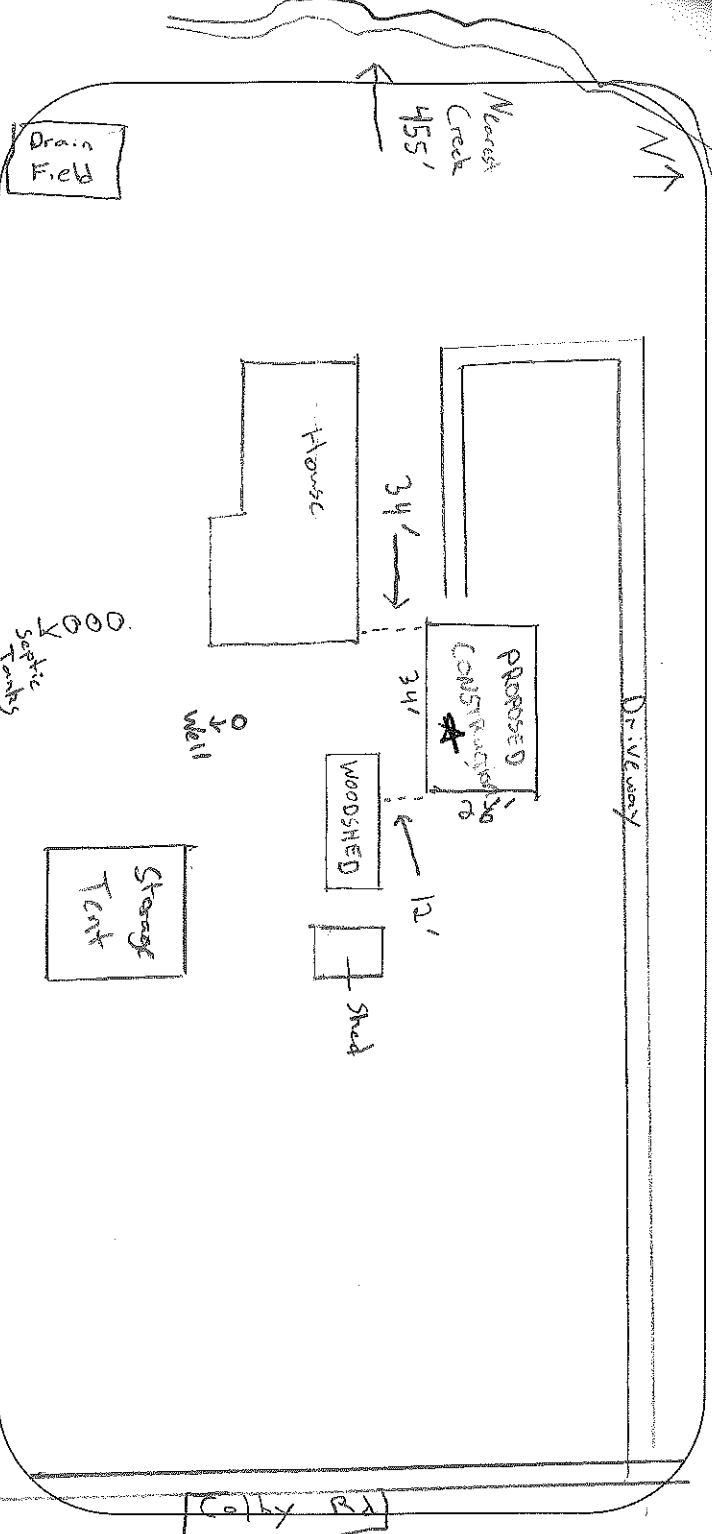 N
Nearest
Creek
455'
Drain
Field
House
34'
PROPOSED
CONSTRUCTION
34'
Driveway
12'
WOODSHED
Well
Septic
Tanks
Shed
Storage
Tent
Colby Rd